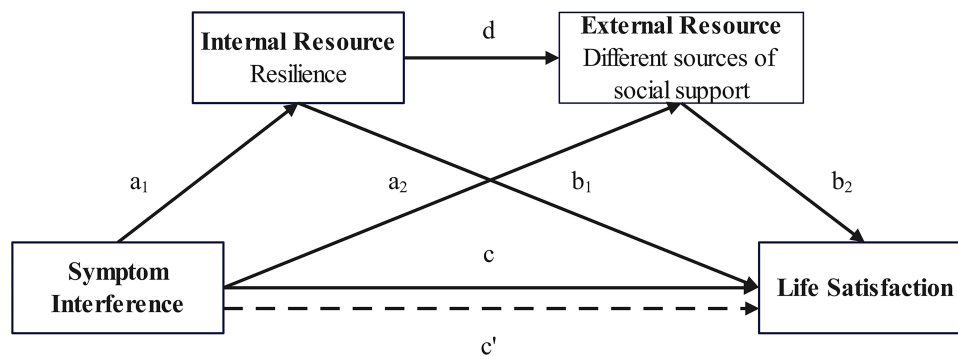 Internal Resource
Resilience
d
External Resource
Different sources of
social support
a₁
a₂
b₁
b₂
Symptom
Interference
c
Life Satisfaction
c'